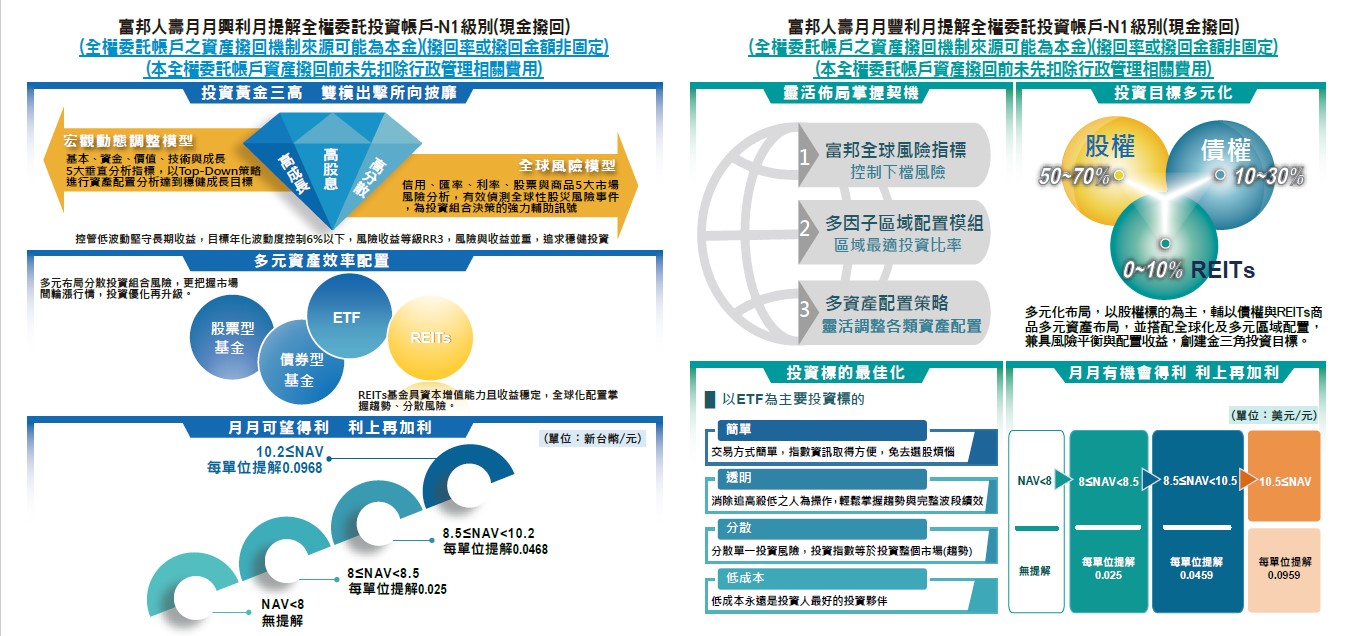 富邦人壽月月興利月提解全權委託投資帳戶-N1級別(現金撥回)
(全權委託帳戶之資產撥回機制來源可能為本金)(撥回率或撥回金額非固定)
(本全權委託帳戶資產撥回前未先扣除行政管理相關費用)
投資黃金三高 雙模出擊所向披靡
宏觀動態調整模型
基本、資金、價值、技術與成長
5大垂直分析指標，以Top-Down策略
進行資產配置分析達到穩健成長目標
高成長
高股息
高分散
全球風險模型
信用、匯率、利率、股票與商品5大市場
風險分析，有效偵測全球性股災風險事件
，為投資組合決策的強力輔助訊號
控管低波動堅守長期收益，目標年化波動度控制6%以下，風險收益等級RR3，風險與收益並重，追求穩健投資
多元資產效率配置
多元布局分散投資組合風險，更把握市場
間輪漲行情，投資優化再升級。
股票型
基金
債券型
基金
ETF
REITs
REITs基金具資本增值能力且收益穩定，全球化配置掌
握趨勢、分散風險。
月月可望得利 利上再加利
(單位：新台幣/元)
10.2≤NAV
每單位提解0.0968
8.5≤NAV<10.2
每單位提解0.0468
8≤NAV<8.5
每單位提解0.025
NAV<8
無提解
富邦人壽月月豐利月提解全權委託投資帳戶-N1級別(現金撥回)
(全權委託帳戶之資產撥回機制來源可能為本金)(撥回率或撥回金額非固定)
(本全權委託帳戶資產撥回前未先扣除行政管理相關費用)
靈活佈局掌握契機
1
富邦全球風險指標
控制下檔風險
2
多因子區域配置模組
區域最適投資比率
3
多資產配置策略
靈活調整各類資產配置
投資目標多元化
股權
50~70%
債權
10~30%
0~10% REITs
多元化布局，以股權標的為主，輔以債權與REITs商
品多元資產布局，並搭配全球化及多元區域配置，
兼具風險平衡與配置收益，創建金三角投資目標。
投資標的最佳化
以ETF為主要投資標的
簡單
交易方式簡單，指數資訊取得方便，免去選股煩惱
透明
消除追高殺低之人為操作，輕鬆掌握趨勢與完整波段績效
分散
分散單一投資風險，投資指數等於投資整個市場(趨勢)
低成本
低成本永遠是投資人最好的投資夥伴
月月有機會得利 利上再加利
(單位：美元/元)
NAV<8
8≤NAV<8.5
8.5≤NAV<10.5
10.5≤NAV
無提解
每單位提解
0.025
每單位提解
0.0459
每單位提解
0.0959